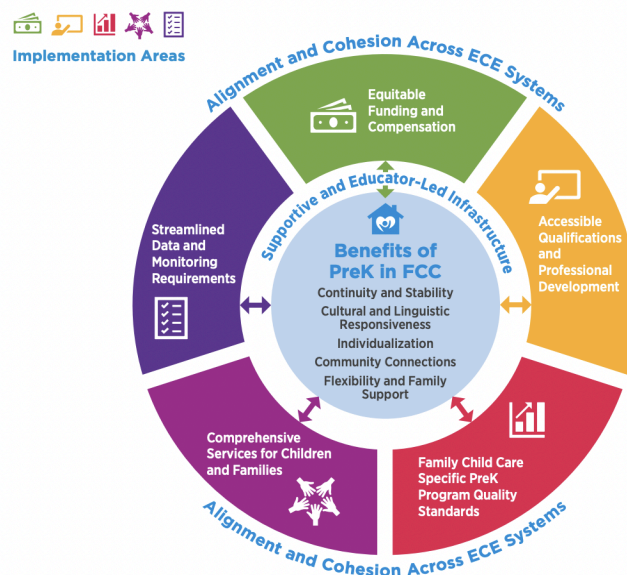 Implementation Areas
Alignment and Cohesion Across ECE Systems
Equitable
Funding and
Compensation
Accessible
Qualifications
and
Professional
Development
Family Child Care
Specific PreK
Program Quality
Standards
Comprehensive
Services for Children
and Families
Streamlined
Data and
Monitoring
Requirements
Supportive and Educator-Led Infrastructure
Benefits of
PreK in FCC
Continuity and Stability
Cultural and Linguistic
Responsiveness
Individualization
Community Connections
Flexibility and Family
Support
Alignment and Cohesion Across ECE Systems